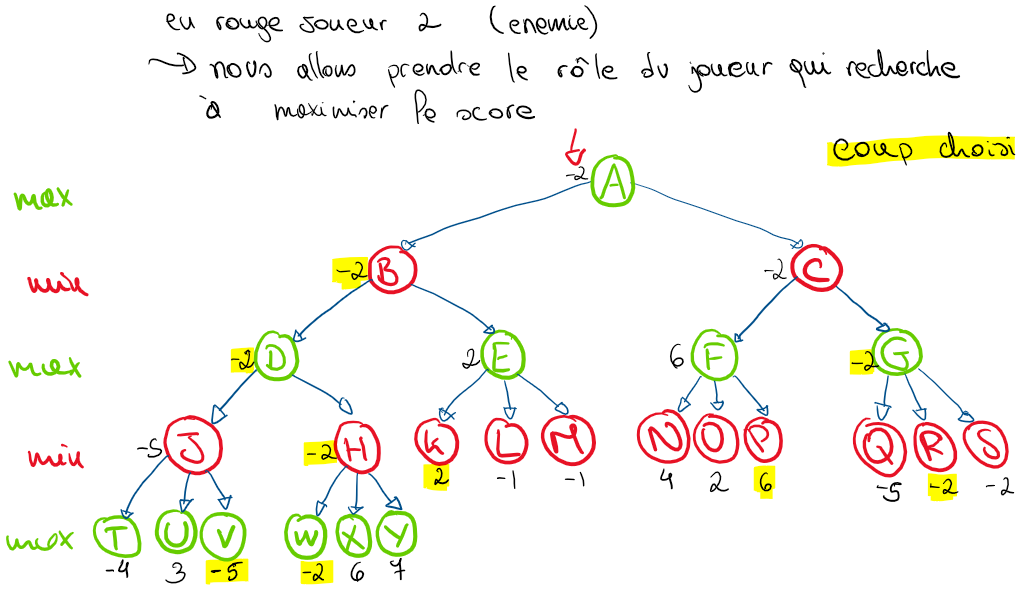 en rouge Joueur 2 (enemie)
→ nous allons prendre le rôle du joueur qui recherche
à maximiser le score
coup choisi
max -2 A
min -2 B -2 C
max -2 D 2 E 6 F -2 G
min -5 J -2 H K L M N O P Q R S
2 -1 -1 4 2 6 -5 -2 -2
max T U V W X Y
-4 3 -5 -2 6 7